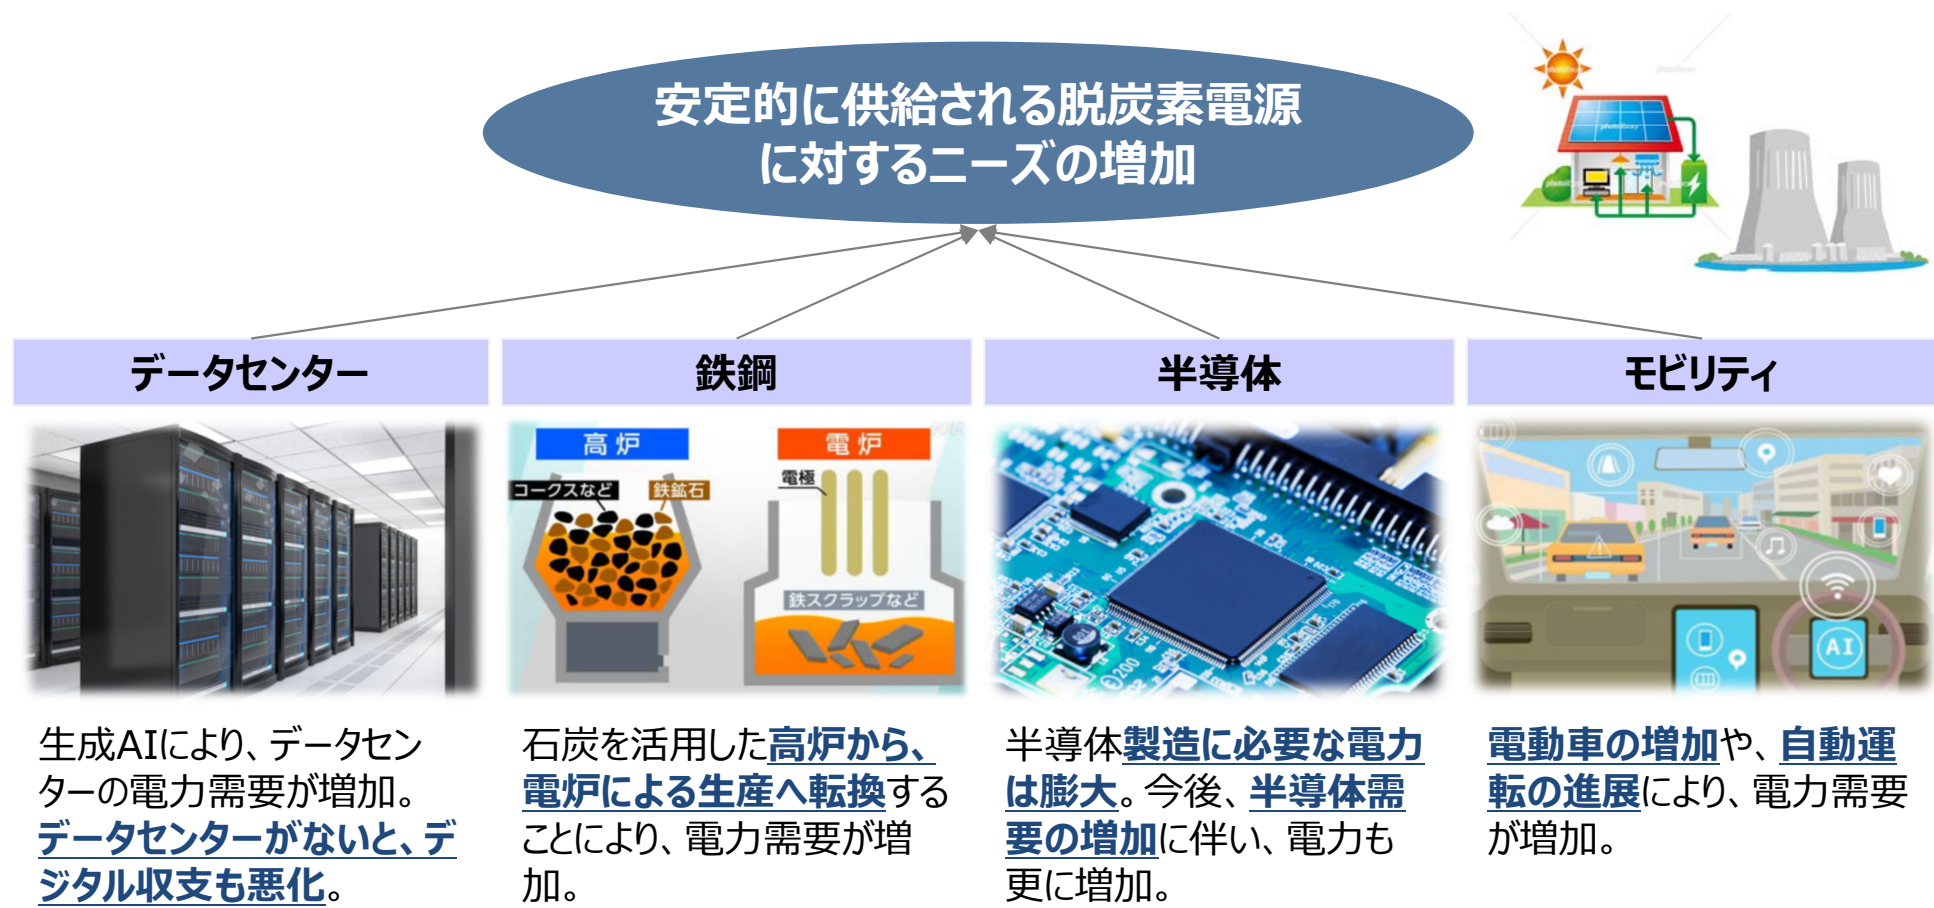 安定的に供給される脱炭素電源
に対するニーズの増加
データセンター
鉄鋼
半導体
モビリティ
高炉
電炉
電極
コークスなど
鉄鉱石
鉄スクラップなど
200
AI
生成AIにより、データセン
ターの電力需要が増加。
データセンターがないと、デ
ジタル収支も悪化。
石炭を活用した高炉から、
電炉による生産へ転換する
ことにより、電力需要が増
加。
半導体製造に必要な電力
は膨大。今後、半導体需
要の増加に伴い、電力も
更に増加。
電動車の増加や、自動運
転の進展により、電力需要
が増加。